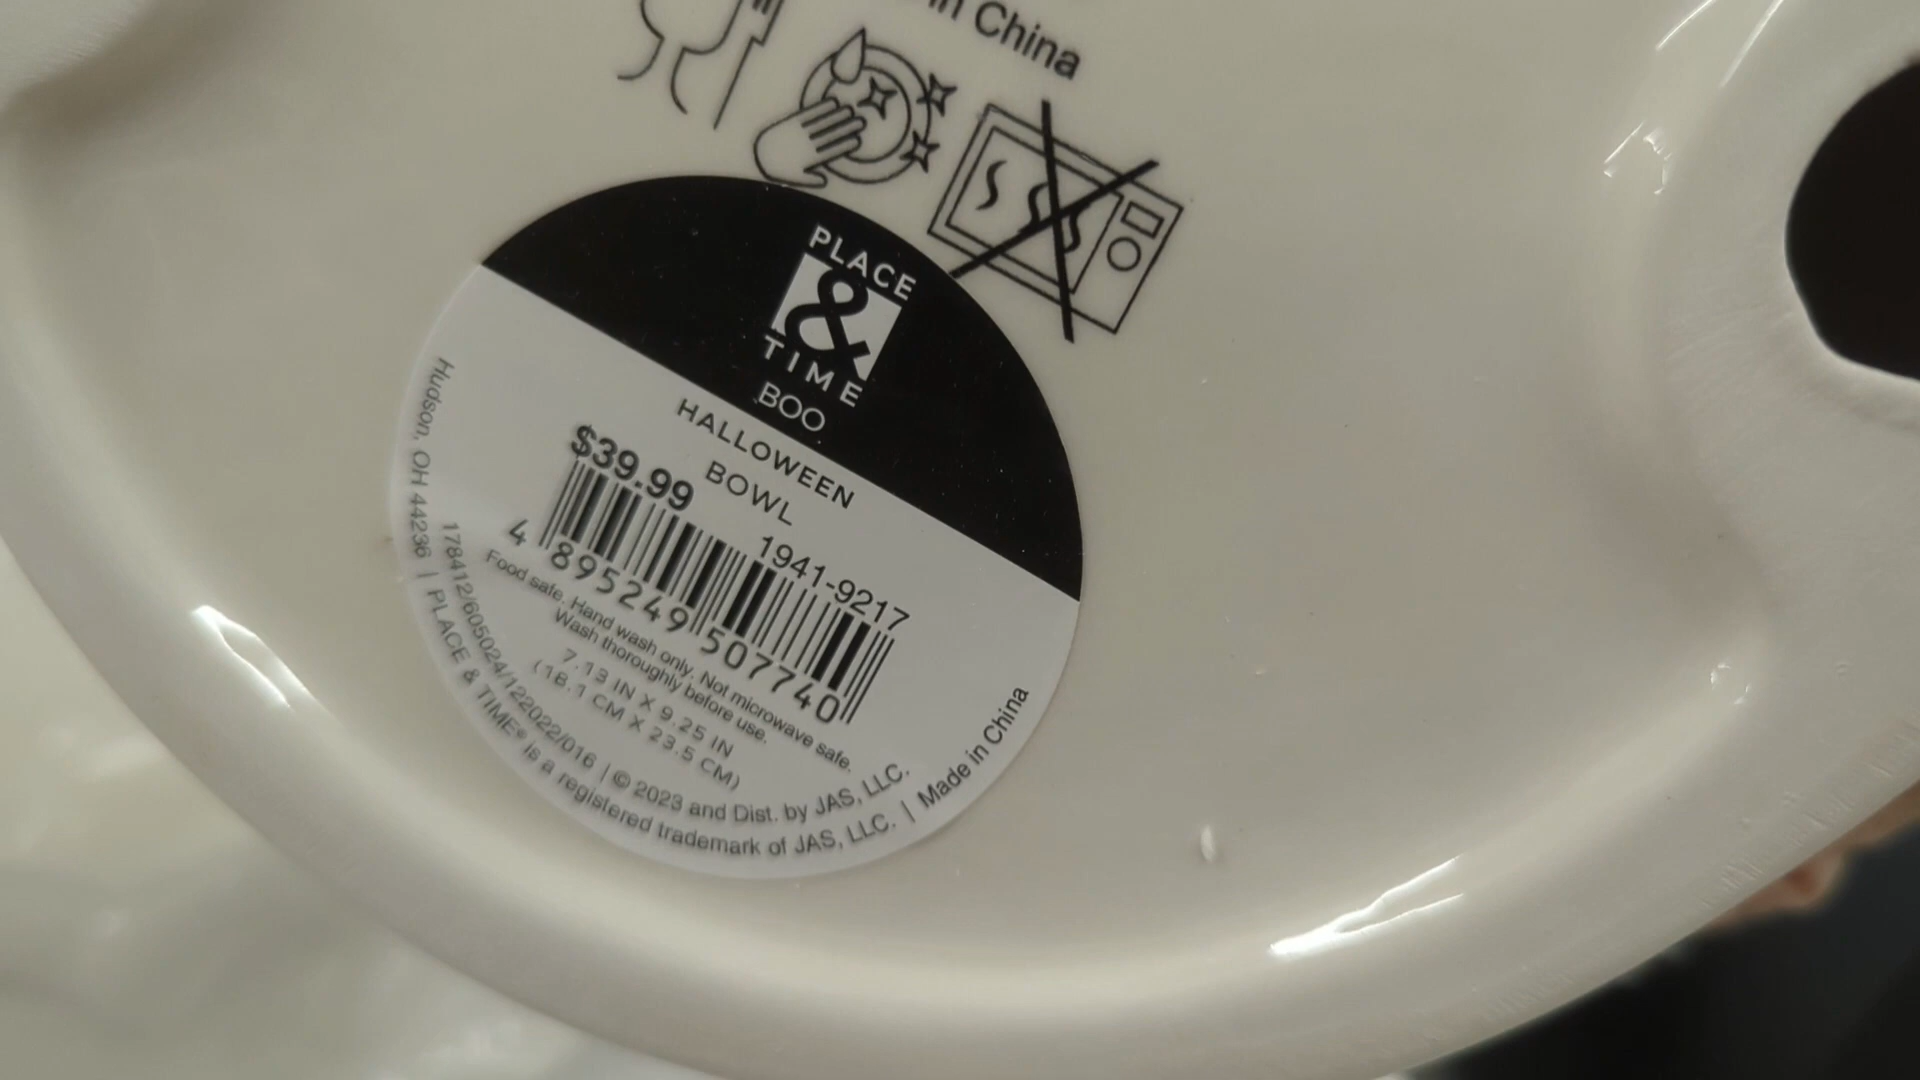 in China
PLACE
&
TIME
BOO
HALLOWEEN
BOWL
$39.99
1941-9217
4 895249 507740
Food safe. Hand wash only. Not microwave safe.
Wash thoroughly before use.
7.13 IN X 9.25 IN
(18.1 CM X 23.5 CM)
178412/605024/122022/016 | © 2023 and Dist. by JAS, LLC.
Hudson, OH 44236 | PLACE & TIME® is a registered trademark of JAS, LLC. | Made in China